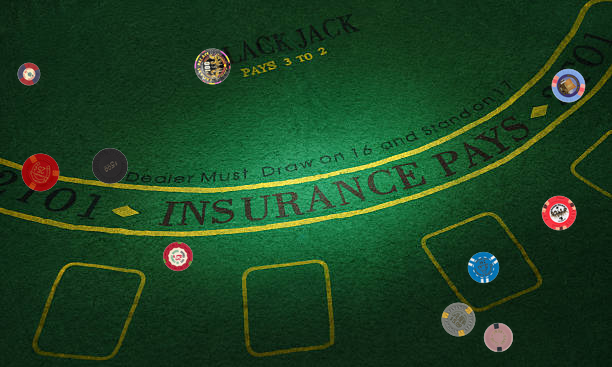 BLACK JACK
PAYS 3 TO 2
Dealer Must Draw on 16 and stand on 17
2 TO 1 INSURANCE PAYS 2 TO 1